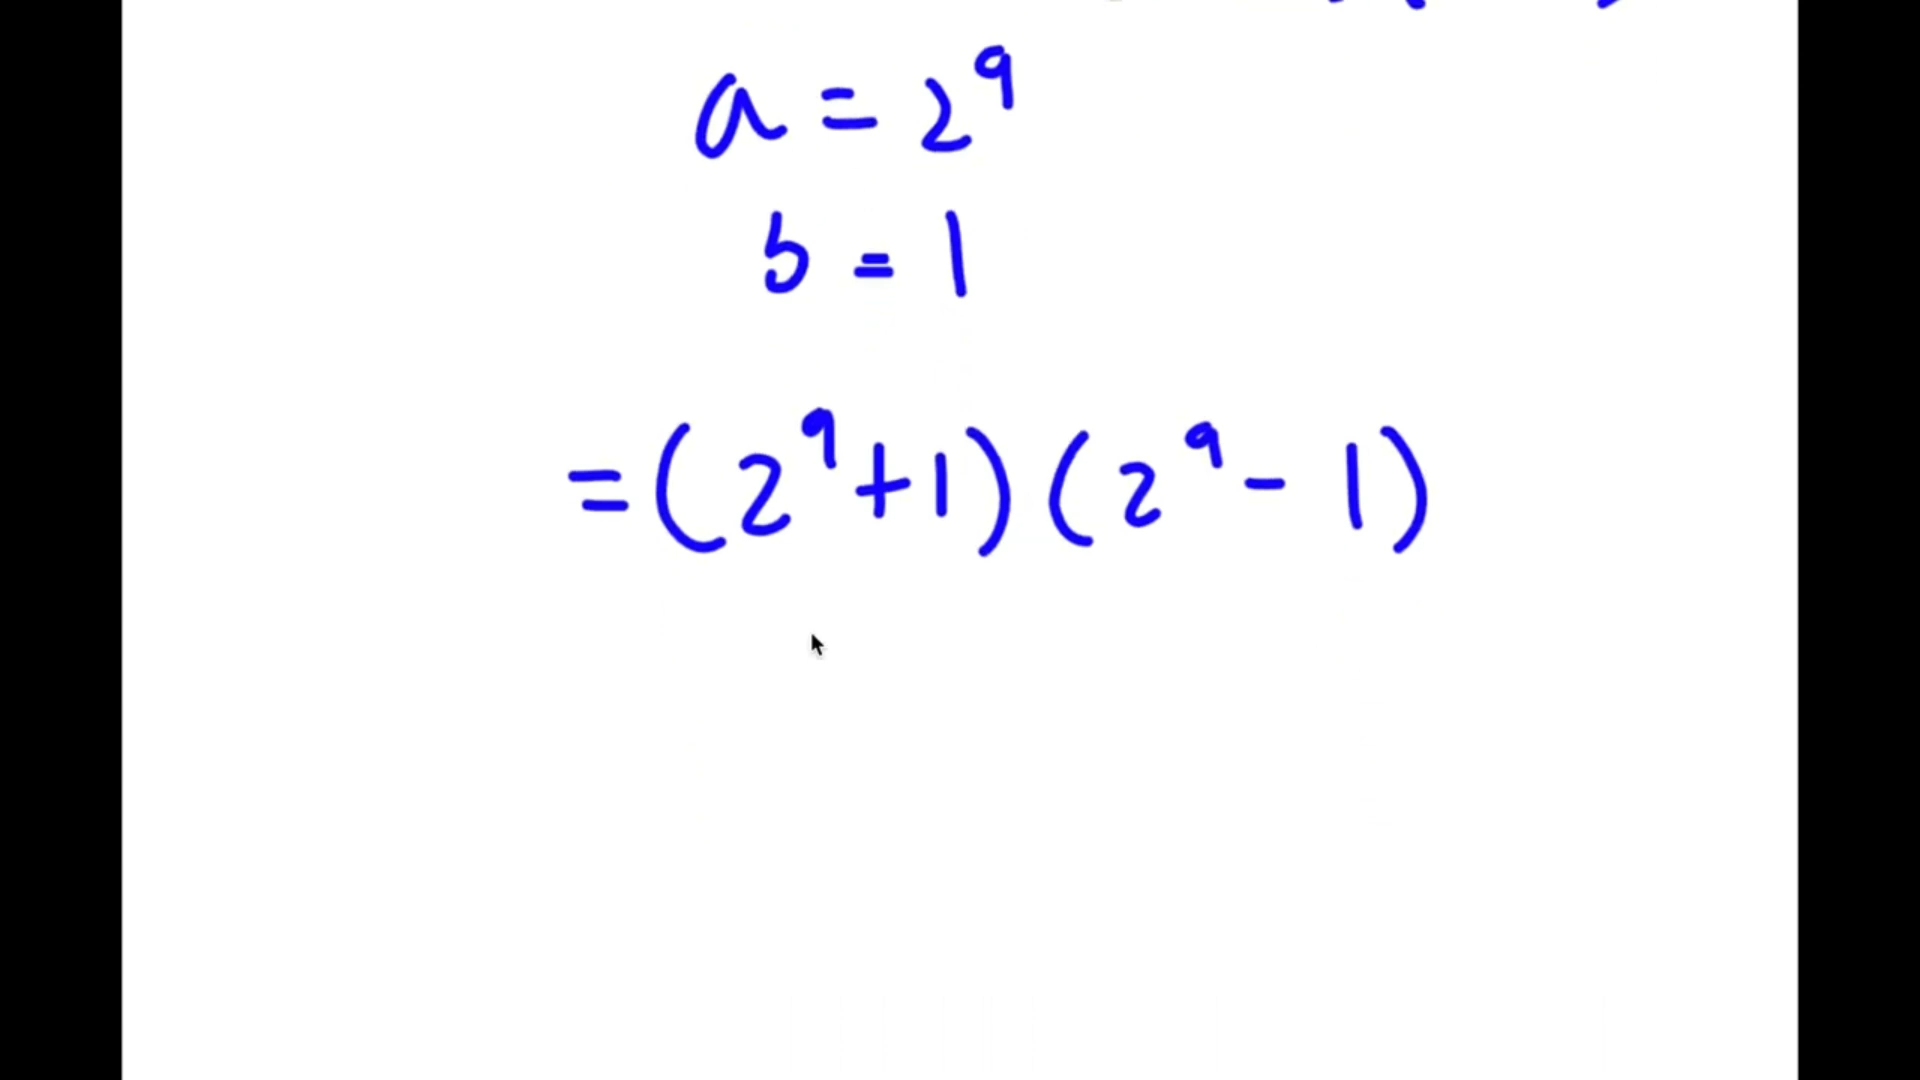 a = 2⁹
b = 1
= (2⁹+1) (2⁹- 1)